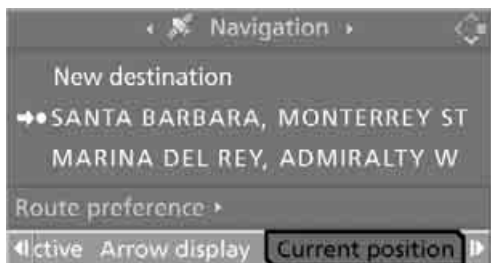 Navigation
New destination
SANTA BARBARA, MONTERREY ST
MARINA DEL REY, ADMIRALTY W
Route preference
ctive Arrow display Current position